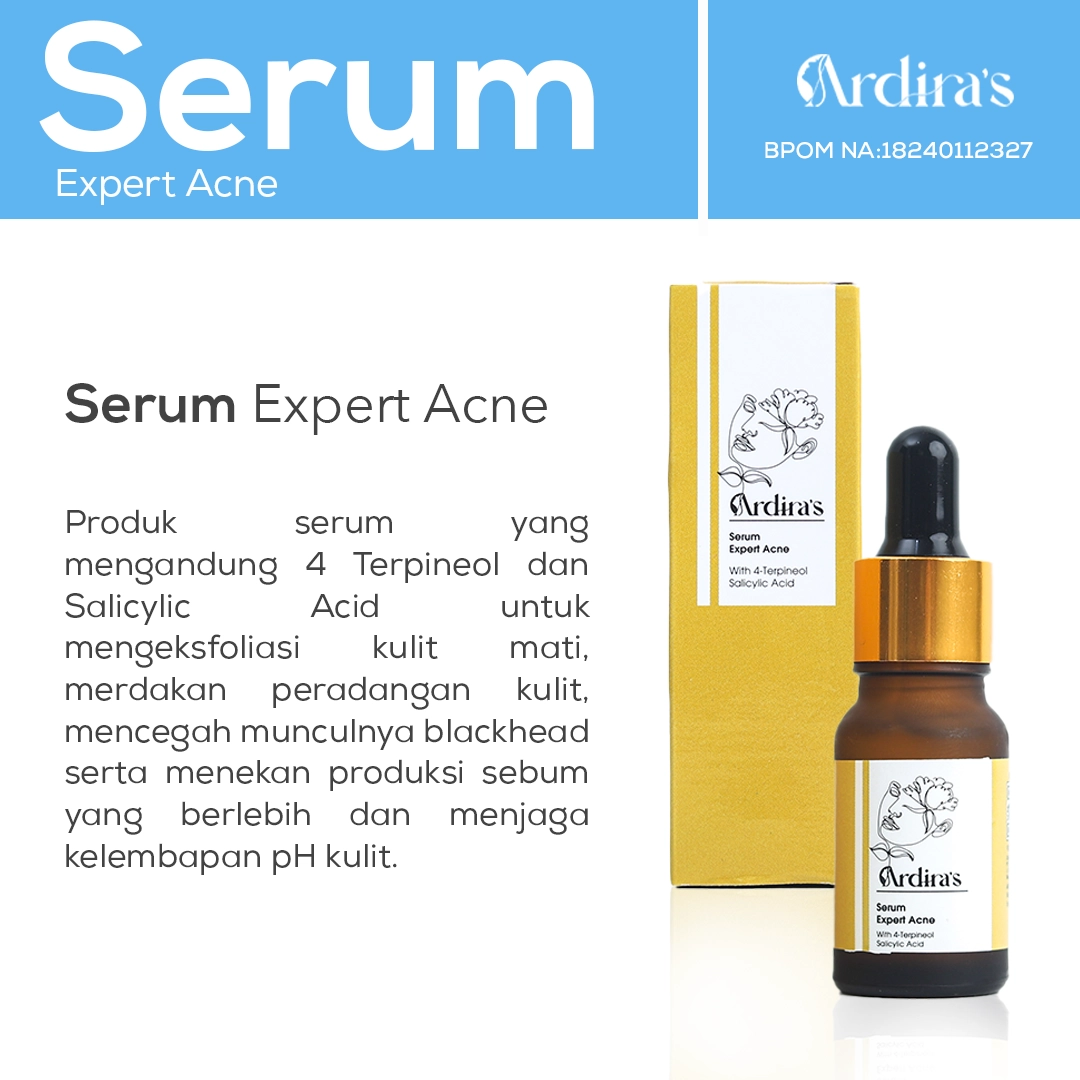 Serum
Expert Acne
Ardira's
BPOM NA:18240112327
Serum Expert Acne
Produk serum yang
mengandung 4 Terpineol dan
Salicylic Acid untuk
mengeksfoliasi kulit mati,
merdakan peradangan kulit,
mencegah munculnya blackhead
serta menekan produksi sebum
yang berlebih dan menjaga
kelembapan pH kulit.
Ardira's
Serum
Expert Acne
With 4-Terpineol
Salicylic Acid
Ardira's
Serum
Expert Acne
With 4-Terpineol
Salicylic Acid